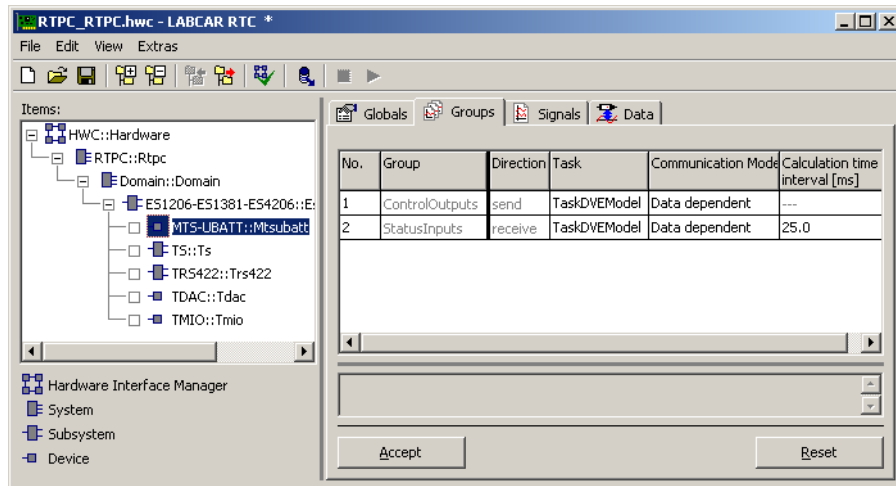 RTPC_RTPC.hwc - LABCAR RTC *
File Edit View Extras
Items:
HWC::Hardware
RTPC::Rtpc
Domain::Domain
ES1206-ES1381-ES4206::E
MTS-UBATT::Mtsubatt
TS::Ts
TRS422::Trs422
TDAC::Tdac
TMIO::Tmio
Hardware Interface Manager
System
Subsystem
Device
Globals Groups Signals Data
No. Group Direction Task Communication Mode Calculation time
interval [ms]
1 ControlOutputs send TaskDVEModel Data dependent ---
2 StatusInputs receive TaskDVEModel Data dependent 25.0
Accept Reset